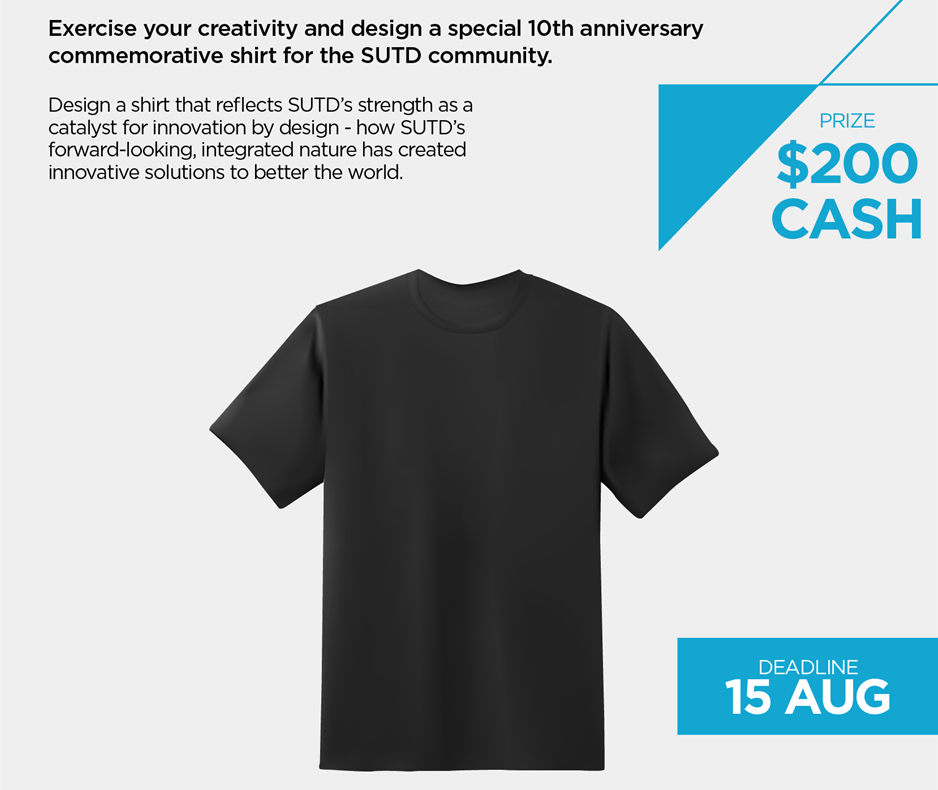 Exercise your creativity and design a special 10th anniversary
commemorative shirt for the SUTD community.
Design a shirt that reflects SUTD's strength as a
catalyst for innovation by design - how SUTD's
forward-looking, integrated nature has created
innovative solutions to better the world.
PRIZE
$200
CASH
DEADLINE
15 AUG